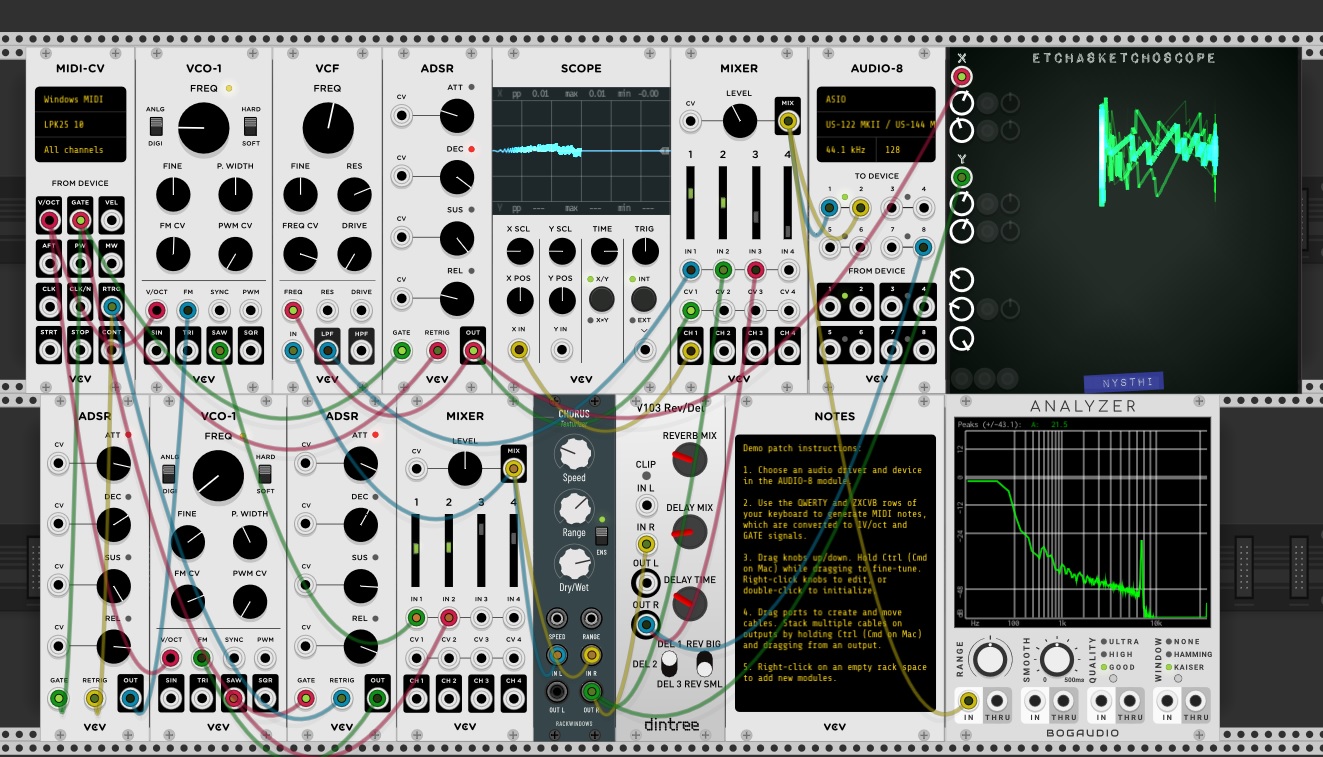 MIDI-CV
Windows MIDI
LPK25 10
All channels
FROM DEVICE
V/OCT GATE VEL
AFT PW MW
CLK CLK/N RTRG
STRT STOP CONT
VCV
VCO-1
FREQ
ANLG HARD
DIGI SOFT
FINE P. WIDTH
FM CV PWM CV
V/OCT FM SYNC PWM
SIN TRI SAW SQR
VCV
VCF
FREQ
FINE RES
FREQ CV DRIVE
FREQ RES DRIVE
IN LPF HPF
VCV
ADSR
CV ATT
CV DEC
CV SUS
CV REL
GATE RETRIG OUT
VCV
SCOPE
X pp 0.01 max 0.01 min -0.00
Y pp --- max --- min ---
X SCL Y SCL TIME TRIG
X POS Y POS X/Y INT
X×Y EXT
X IN Y IN
VCV
MIXER
LEVEL
CV MIX
1 2 3 4
IN 1 IN 2 IN 3 IN 4
CV 1 CV 2 CV 3 CV 4
CH 1 CH 2 CH 3 CH 4
VCV
AUDIO-8
ASIO
US-122 MKII / US-144 M
44.1 kHz 128
TO DEVICE
1 2 3 4
5 6 7 8
FROM DEVICE
1 2 3 4
5 6 7 8
VCV
ETCHASKETCHOSCOPE
X
Y
NYSTHI
ADSR
CV ATT
CV DEC
CV SUS
CV REL
GATE RETRIG OUT
VCV
VCO-1
FREQ
ANLG HARD
DIGI SOFT
FINE P. WIDTH
FM CV PWM CV
V/OCT FM SYNC PWM
SIN TRI SAW SQR
VCV
ADSR
CV ATT
CV DEC
CV SUS
CV REL
GATE RETRIG OUT
VCV
MIXER
LEVEL
CV MIX
1 2 3 4
IN 1 IN 2 IN 3 IN 4
CV 1 CV 2 CV 3 CV 4
CH 1 CH 2 CH 3 CH 4
VCV
CHORUS
Speed
Range
ENS
Dry/Wet
SPEED RANGE
IN L IN R
OUT L OUT R
RACKWINDOWS
V103 Rev/Del
REVERB MIX
CLIP
IN L
DELAY MIX
IN R
OUT L
DELAY TIME
OUT R
DEL 1 REV BIG
DEL 2
DEL 3 REV SML
dintree
NOTES
Demo patch instructions:
1. Choose an audio driver and device
in the AUDIO-8 module.
2. Use the QWERTY and ZXCVB rows of
your keyboard to generate MIDI notes,
which are converted to 1V/oct and
GATE signals.
3. Drag knobs up/down. Hold Ctrl (Cmd
on Mac) while dragging to fine-tune.
Right-click knobs to edit, or
double-click to initialize
4. Drag ports to create and move
cables. Stack multiple cables on
outputs by holding Ctrl (Cmd on Mac)
and dragging from an output.
5. Right-click on an empty rack space
to add new modules.
VCV
ANALYZER
Peaks (+/-43.1): A: 21.5
12
0
-12
-24
-48
dB
Hz 100 1k 10k
RANGE
SMOOTH
0 500ms
QUALITY
ULTRA
HIGH
GOOD
WINDOW
NONE
HAMMING
KAISER
IN THRU IN THRU IN THRU IN THRU
BOGAUDIO